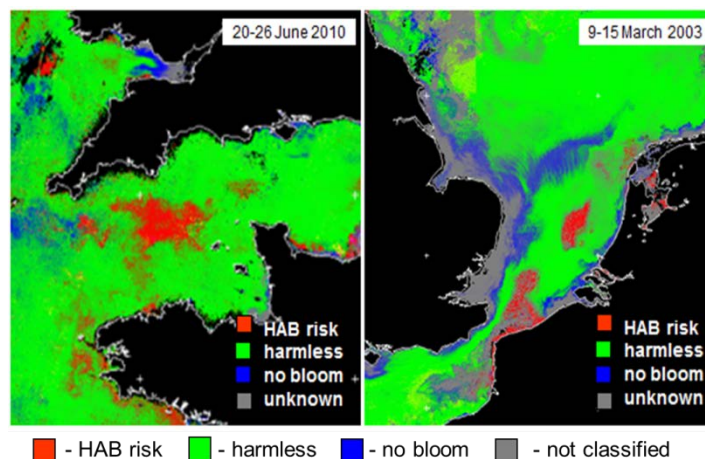 20-26 June 2010
9-15 March 2003
HAB risk
harmless
no bloom
unknown
HAB risk
harmless
no bloom
unknown
- HAB risk - harmless - no bloom - not classified